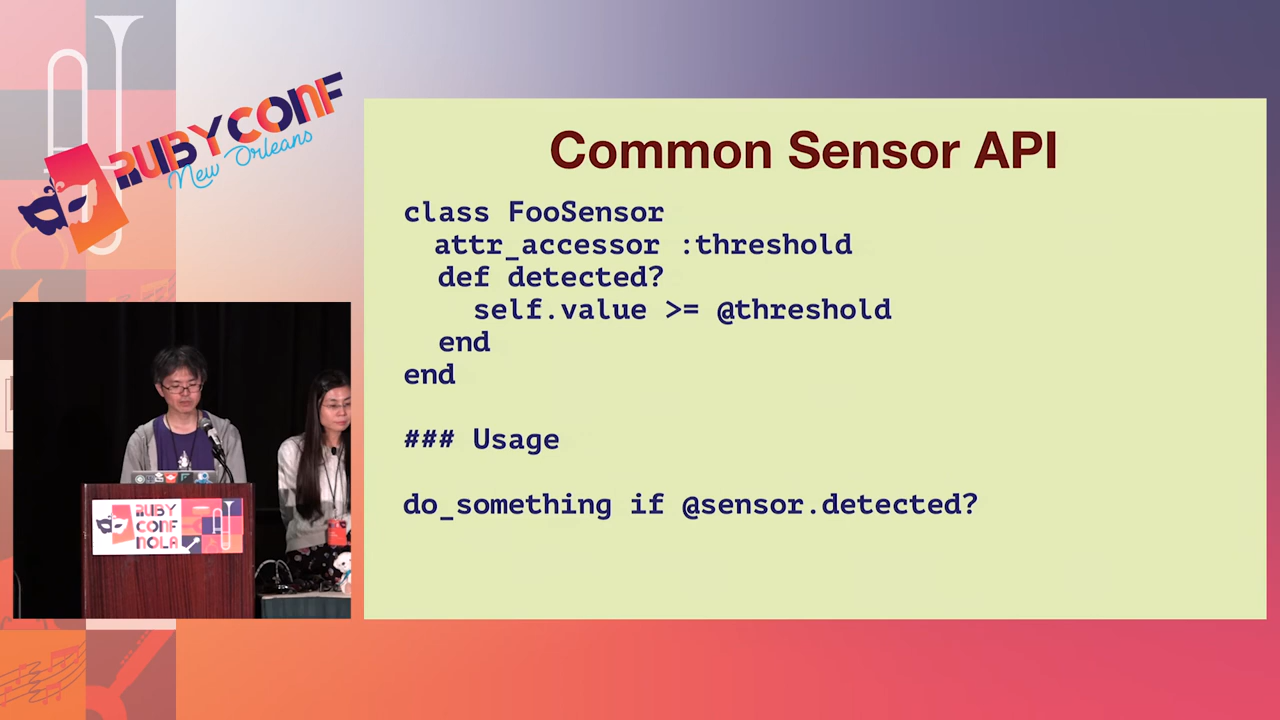 RUBYCONF
New Orleans
Common Sensor API
class FooSensor
  attr_accessor :threshold
  def detected?
    self.value >= @threshold
  end
end
### Usage
do_something if @sensor.detected?
RUBY
CONF
NOLA